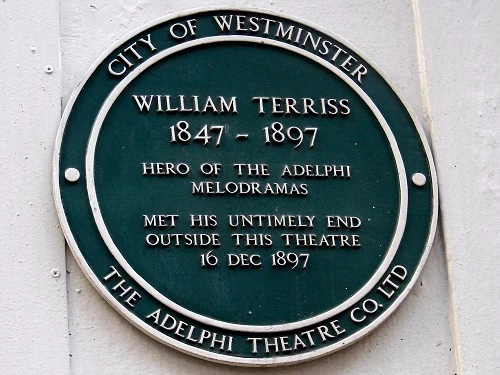 CITY OF WESTMINSTER
WILLIAM TERRISS
1847 - 1897
HERO OF THE ADELPHI
MELODRAMAS
MET HIS UNTIMELY END
OUTSIDE THIS THEATRE
16 DEC 1897
THE ADELPHI THEATRE CO. LTD